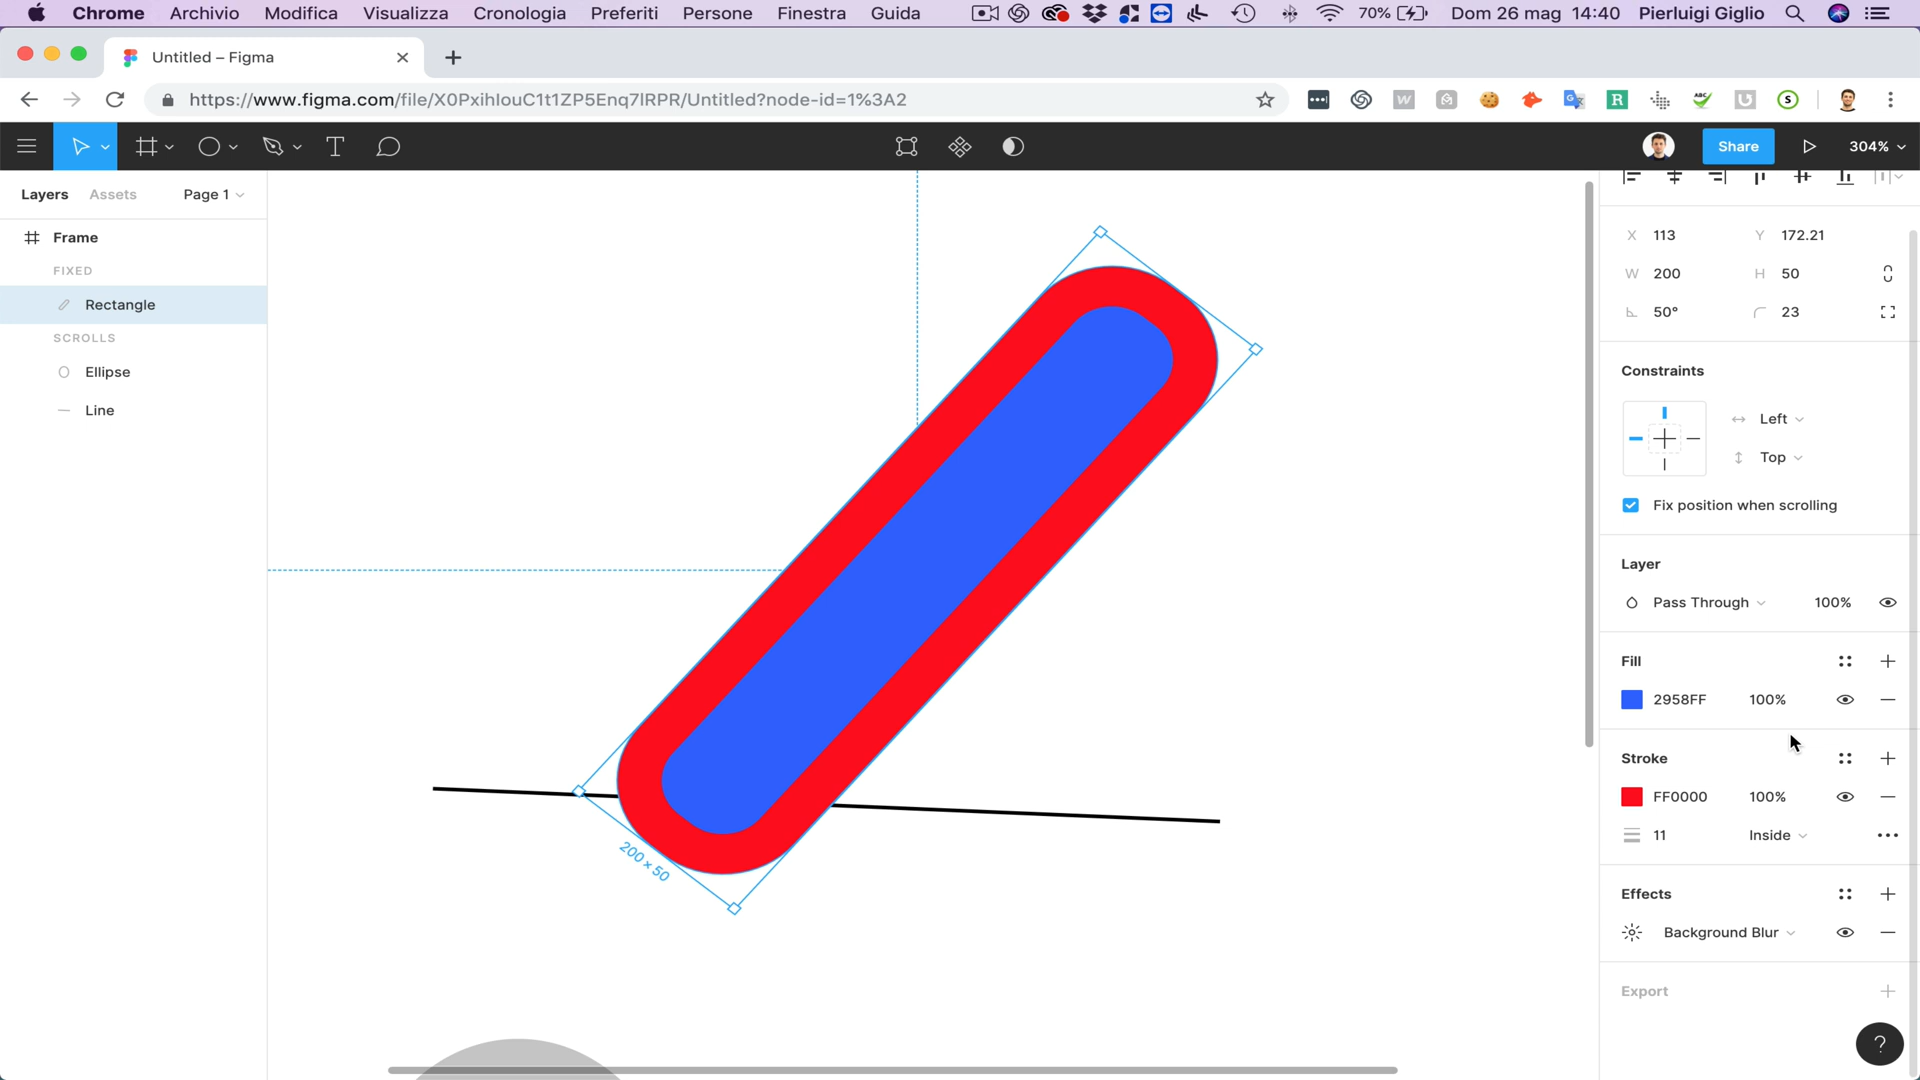 Chrome Archivio Modifica Visualizza Cronologia Preferiti Persone Finestra Guida 70% Dom 26 mag 14:40 Pierluigi Giglio
Untitled – Figma
https://www.figma.com/file/X0PxihIouC1t1ZP5Enq7IRPR/Untitled?node-id=1%3A2
Share 304%
Layers Assets Page 1
Frame
FIXED
Rectangle
SCROLLS
Ellipse
Line
200 × 50
X 113 Y 172.21
W 200 H 50
50° 23
Constraints
Left
Top
Fix position when scrolling
Layer
Pass Through 100%
Fill
2958FF 100%
Stroke
FF0000 100%
11 Inside
Effects
Background Blur
Export
?